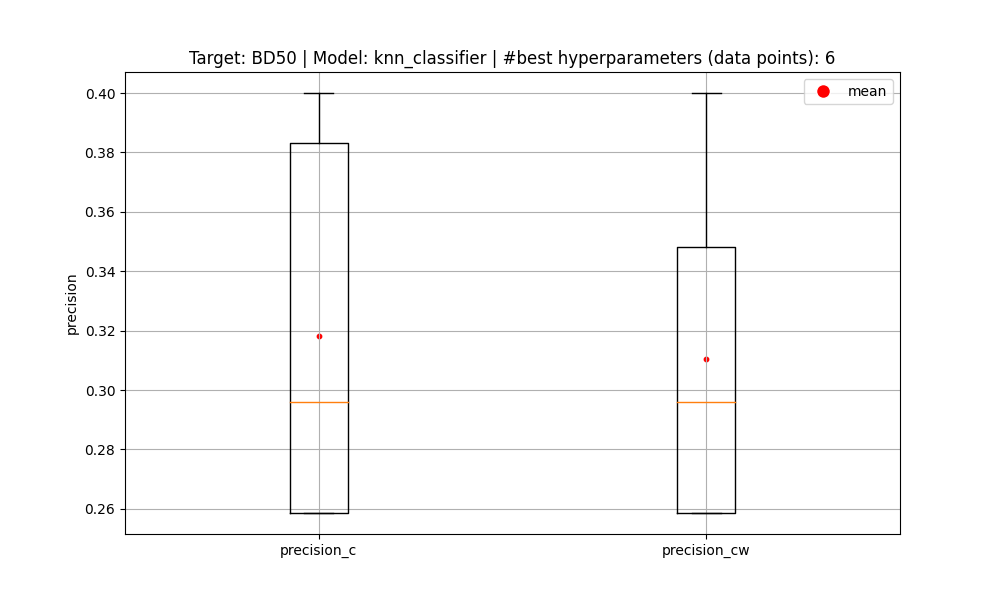 Target: BD50 | Model: knn_classifier | #best hyperparameters (data points): 6
mean
0.40
0.38
0.36
0.34
0.32
0.30
0.28
0.26
precision
precision_c
precision_cw